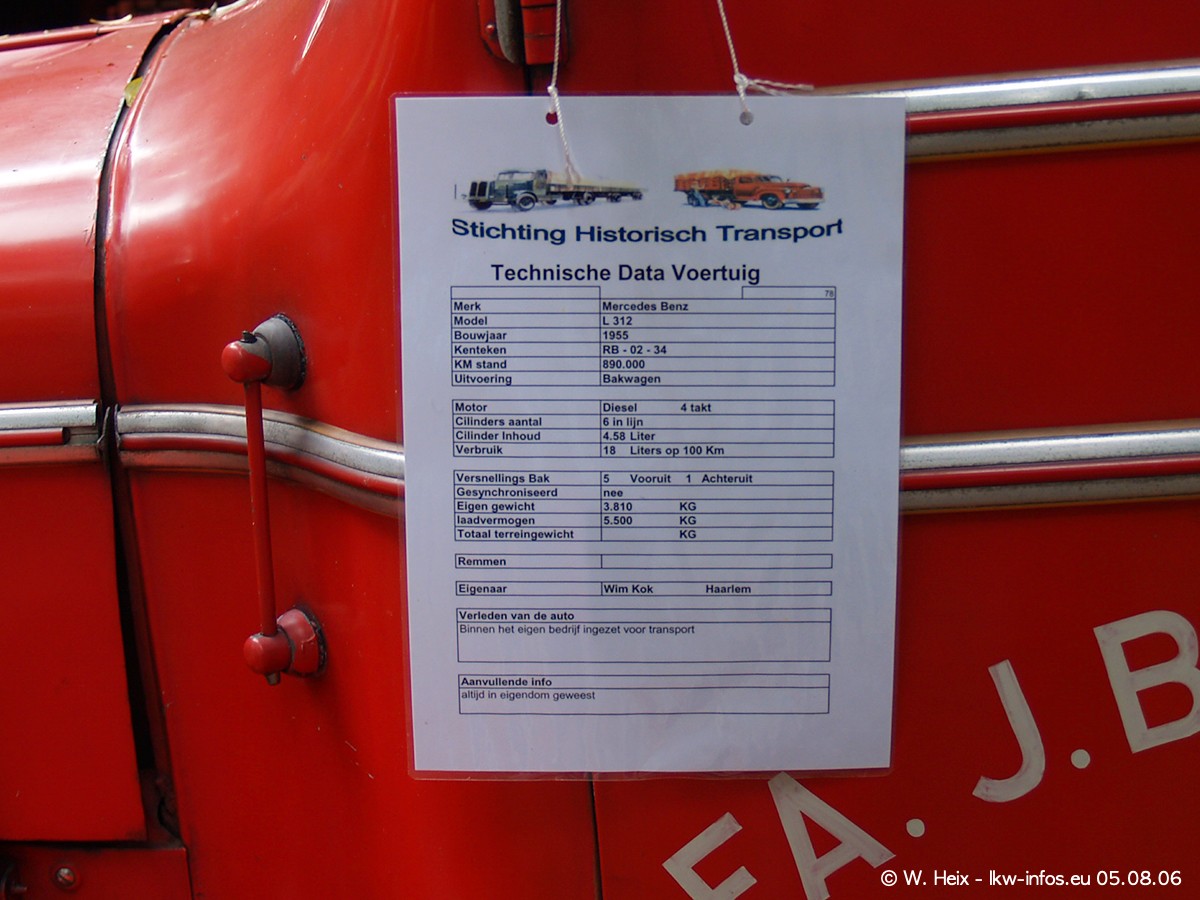 Stichting Historisch Transport
Technische Data Voertuig
78
Merk Mercedes Benz
Model L 312
Bouwjaar 1955
Kenteken RB - 02 - 34
KM stand 890.000
Uitvoering Bakwagen
Motor Diesel 4 takt
Cilinders aantal 6 in lijn
Cilinder Inhoud 4.58 Liter
Verbruik 18 Liters op 100 Km
Versnellings Bak 5 Vooruit 1 Achteruit
Gesynchroniseerd nee
Eigen gewicht 3.810 KG
laadvermogen 5.500 KG
Totaal terreingewicht KG
Remmen
Eigenaar Wim Kok Haarlem
Verleden van de auto
Binnen het eigen bedrijf ingezet voor transport
Aanvullende info
altijd in eigendom geweest
FA. J. B
© W. Heix - lkw-infos.eu 05.08.06